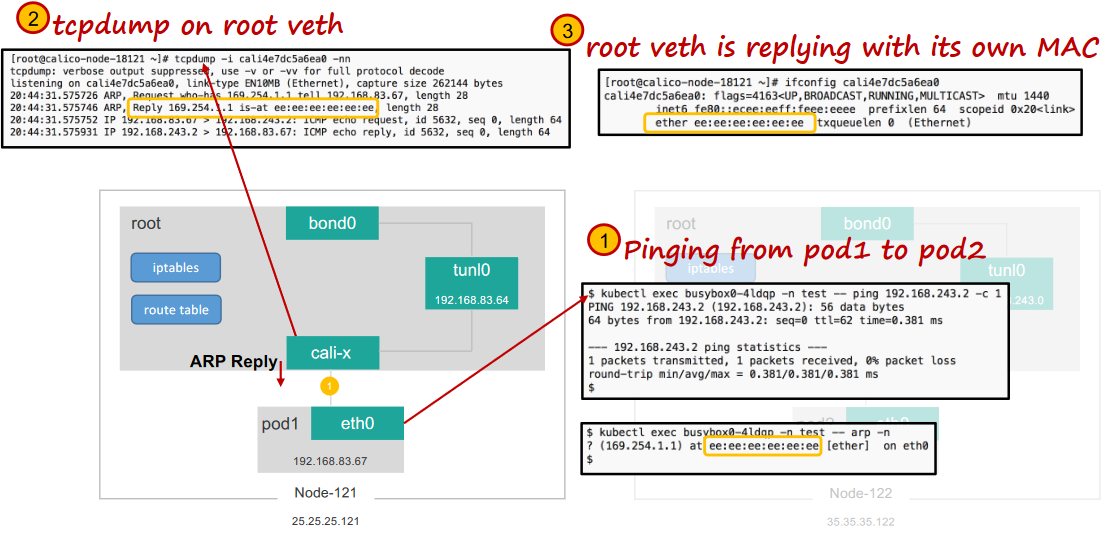 2
tcpdump on root veth
[root@calico-node-18121 ~]# tcpdump -i cali4e7dc5a6ea0 -nn
tcpdump: verbose output suppressed, use -v or -vv for full protocol decode
listening on cali4e7dc5a6ea0, link-type EN10MB (Ethernet), capture size 262144 bytes
20:44:31.575726 ARP, Request who-has 169.254.1.1 tell 192.168.83.67, length 28
20:44:31.575746 ARP, Reply 169.254.1.1 is-at ee:ee:ee:ee:ee:ee, length 28
20:44:31.575752 IP 192.168.83.67 > 192.168.243.2: ICMP echo request, id 5632, seq 0, length 64
20:44:31.575931 IP 192.168.243.2 > 192.168.83.67: ICMP echo reply, id 5632, seq 0, length 64
3
root veth is replying with its own MAC
[root@calico-node-18121 ~]# ifconfig cali4e7dc5a6ea0
cali4e7dc5a6ea0: flags=4163<UP,BROADCAST,RUNNING,MULTICAST> mtu 1440
inet6 fe80::ecee:eeff:feee:eeee prefixlen 64 scopeid 0x20<link>
ether ee:ee:ee:ee:ee:ee txqueuelen 0 (Ethernet)
root
bond0
iptables
tunl0
192.168.83.64
route table
cali-x
ARP Reply
1
pod1
eth0
192.168.83.67
Node-121
25.25.25.121
root
bond0
1
Pinging from pod1 to pod2
iptables
tunl0
$ kubectl exec busybox0-4ldqp -n test -- ping 192.168.243.2 -c 1
PING 192.168.243.2 (192.168.243.2): 56 data bytes
64 bytes from 192.168.243.2: seq=0 ttl=62 time=0.381 ms
--- 192.168.243.2 ping statistics ---
1 packets transmitted, 1 packets received, 0% packet loss
round-trip min/avg/max = 0.381/0.381/0.381 ms
$
$ kubectl exec busybox0-4ldqp -n test -- arp -n
? (169.254.1.1) at ee:ee:ee:ee:ee:ee [ether] on eth0
$
Node-122
35.35.35.122